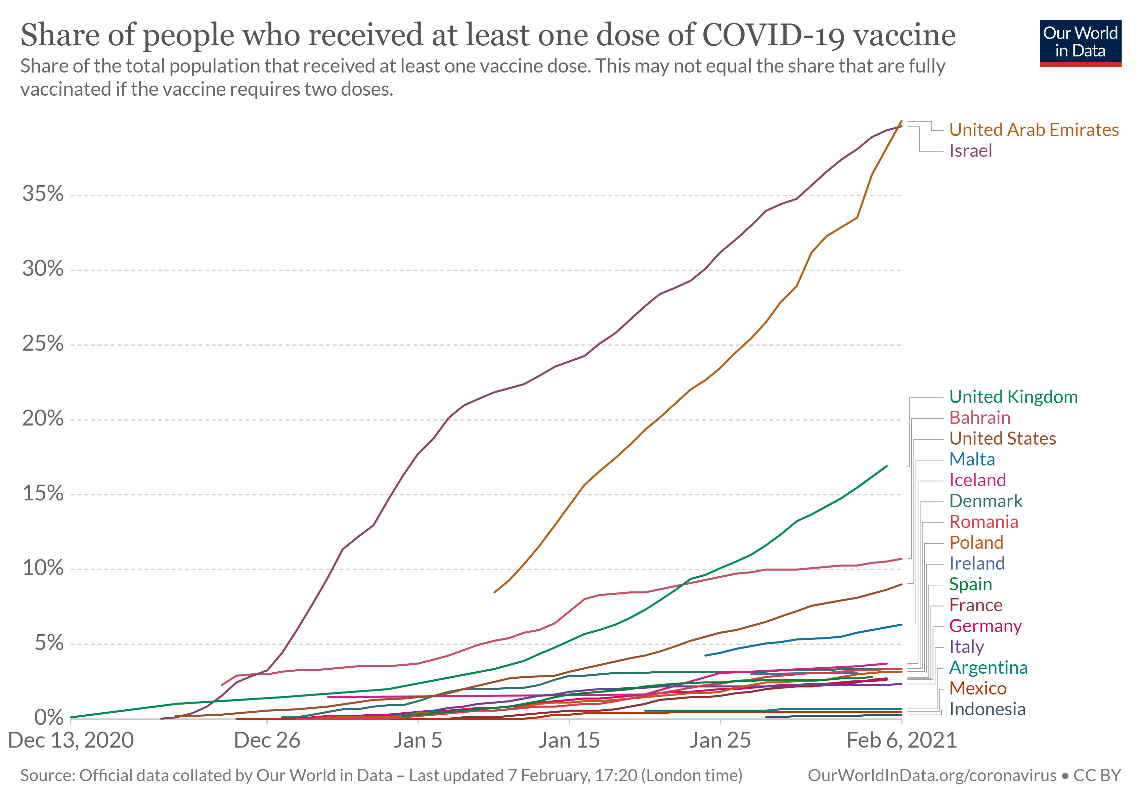 Share of people who received at least one dose of COVID-19 vaccine
Our World
in Data
Share of the total population that received at least one vaccine dose. This may not equal the share that are fully
vaccinated if the vaccine requires two doses.
United Arab Emirates
Israel
35%
30%
25%
20%
15%
10%
5%
0%
United Kingdom
Bahrain
United States
Malta
Iceland
Denmark
Romania
Poland
Ireland
Spain
France
Germany
Italy
Argentina
Mexico
Indonesia
Dec 13, 2020
Dec 26
Jan 5
Jan 15
Jan 25
Feb 6, 2021
Source: Official data collated by Our World in Data – Last updated 7 February, 17:20 (London time)
OurWorldInData.org/coronavirus • CC BY